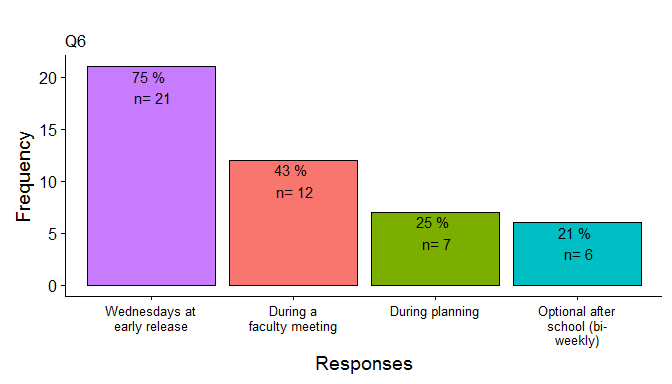 Q6
Frequency
20
15
10
5
0
75 %
n= 21
43 %
n= 12
25 %
n= 7
21 %
n= 6
Wednesdays at
early release
During a
faculty meeting
During planning
Optional after
school (bi-
weekly)
Responses